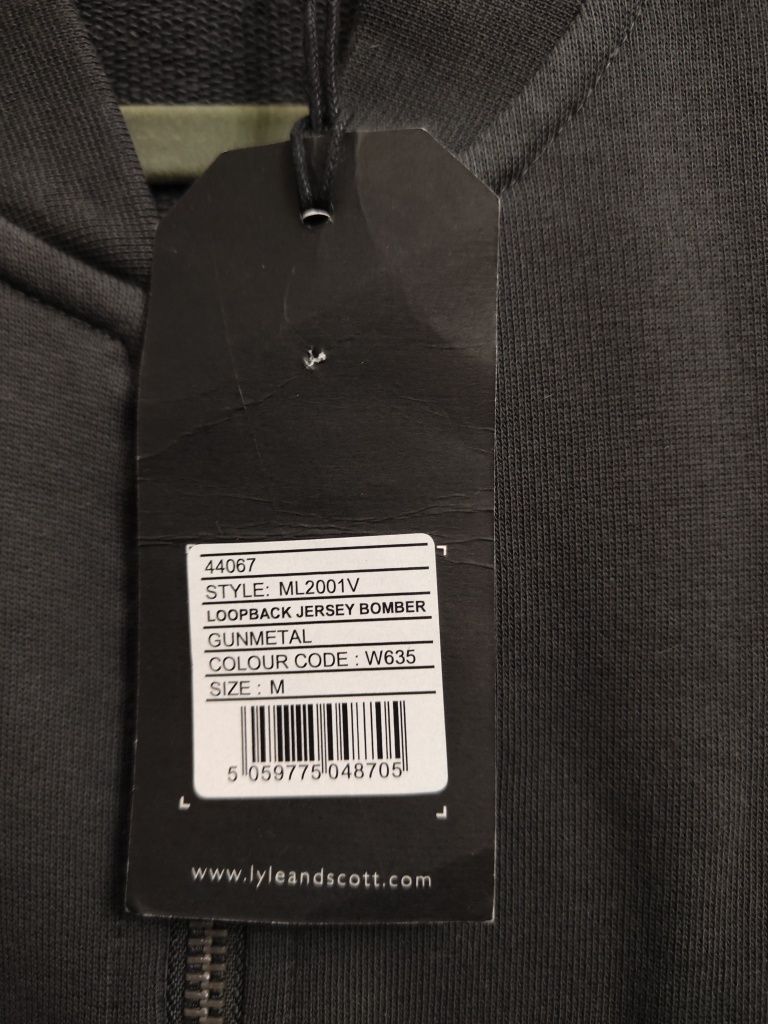 44067
STYLE: ML2001V
LOOPBACK JERSEY BOMBER
GUNMETAL
COLOUR CODE : W635
SIZE : M
5 059775 048705
www.lyleandscott.com